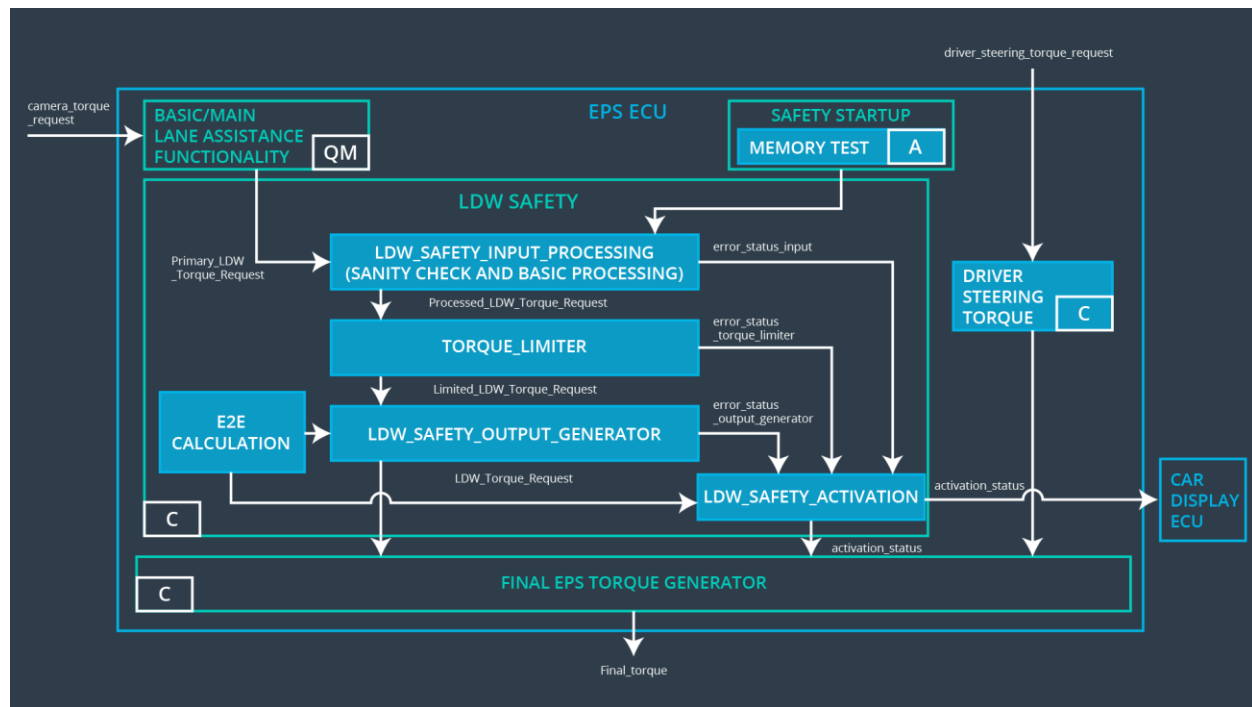 driver_steering_torque_request
camera_torque
_request
EPS ECU
BASIC/MAIN
LANE ASSISTANCE
FUNCTIONALITY
QM
SAFETY STARTUP
MEMORY TEST
A
LDW SAFETY
Primary_LDW
_Torque_Request
LDW_SAFETY_INPUT_PROCESSING
(SANITY CHECK AND BASIC PROCESSING)
error_status_input
DRIVER
STEERING
TORQUE
C
Processed_LDW_Torque_Request
TORQUE_LIMITER
error_status
_torque_limiter
Limited_LDW_Torque_Request
E2E
CALCULATION
LDW_SAFETY_OUTPUT_GENERATOR
error_status
_output_generator
LDW_Torque_Request
LDW_SAFETY_ACTIVATION
activation_status
CAR
DISPLAY
ECU
C
activation_status
FINAL EPS TORQUE GENERATOR
C
Final_torque